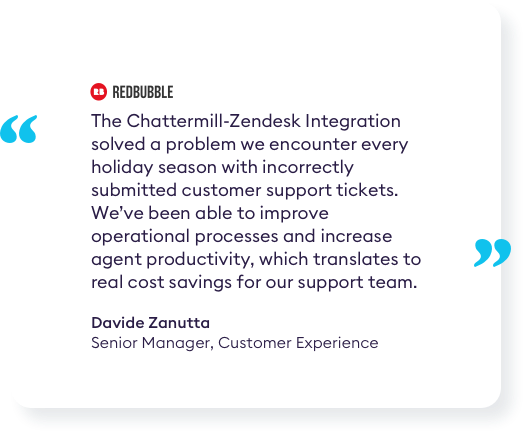 REDBUBBLE
“
The Chattermill-Zendesk Integration
solved a problem we encounter every
holiday season with incorrectly
submitted customer support tickets.
We’ve been able to improve
operational processes and increase
agent productivity, which translates to
real cost savings for our support team.
”
Davide Zanutta
Senior Manager, Customer Experience